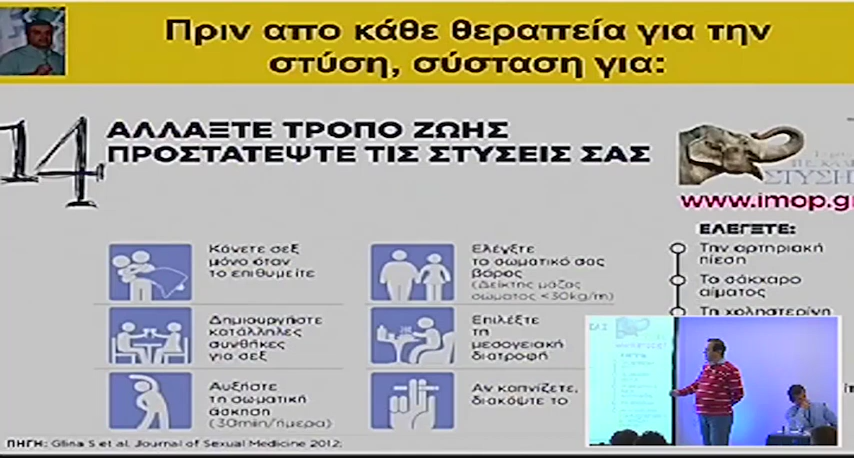 Πριν απο κάθε θεραπεία για την
στύση, σύσταση για:
14
ΑΛΛΑΞΤΕ ΤΡΟΠΟ ΖΩΗΣ
ΠΡΟΣΤΑΤΕΨΤΕ ΤΙΣ ΣΤΥΣΕΙΣ ΣΑΣ
ΣΤΥΣΗ
www.imop.gr
Κάνετε σεξ
μόνο όταν
το επιθυμείτε
Δημιουργήστε
κατάλληλες
συνθήκες
για σεξ
Αυξήστε
τη σωματική
άσκηση
(30min/ημέρα)
Ελέγξτε
το σωματικό σας
βάρος
(Δείκτης μάζας
σώματος <30kg/m)
Επιλέξτε
τη
μεσογειακή
διατροφή
Αν καπνίζετε,
διακόψτε το
ΕΛΕΓΞΤΕ:
Την αρτηριακή
πίεση
Το σάκχαρο
αίματος
Τη χοληστερίνη
ΠΗΓΗ: Glina S et al, Journal of Sexual Medicine 2012;